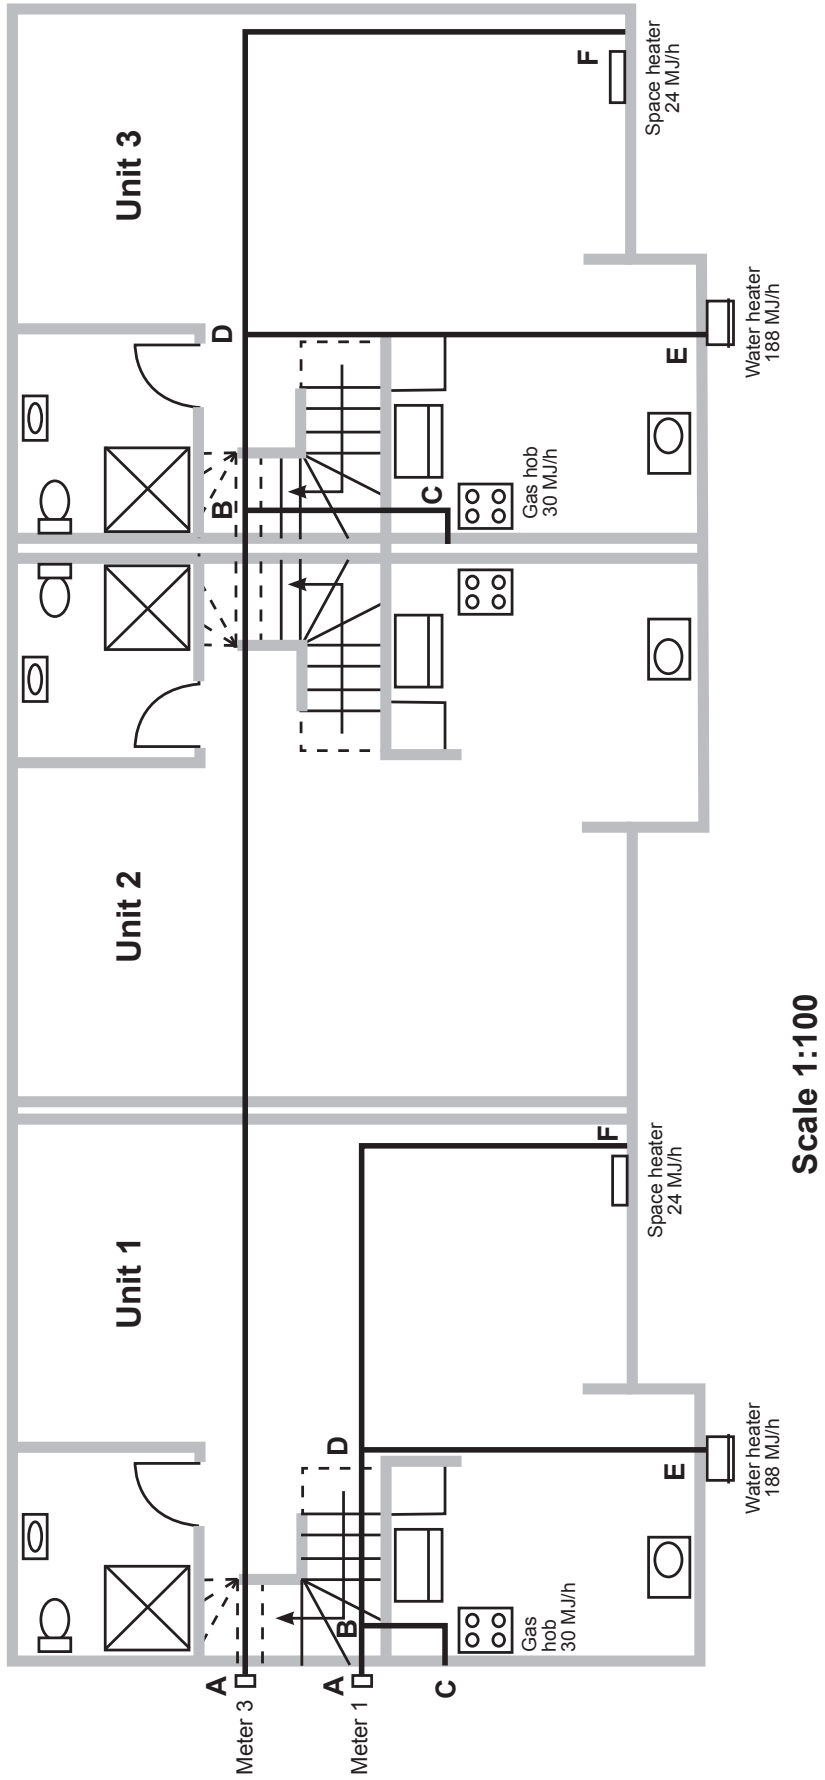 Meter 3
A
Meter 1
A
C
B
Gas
hob
30 MJ/h
D
E
Water heater
188 MJ/h
Unit 1
F
Space heater
24 MJ/h
Unit 2
B
C
Gas hob
30 MJ/h
D
E
Water heater
188 MJ/h
Unit 3
F
Space heater
24 MJ/h
Scale 1:100